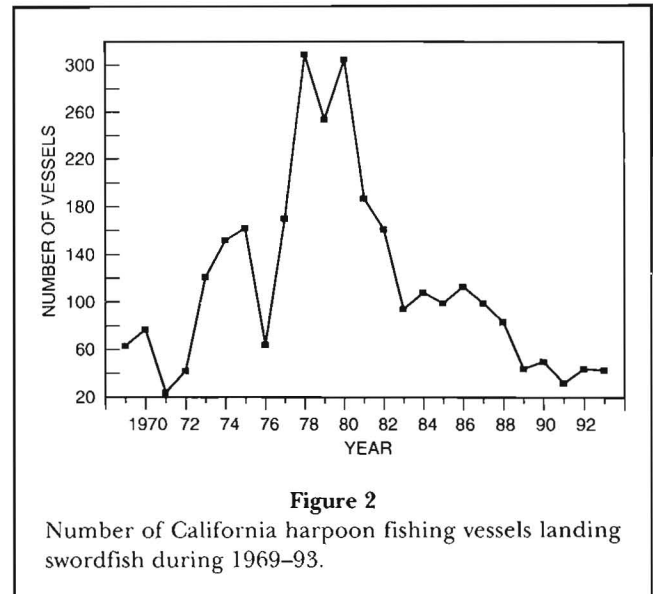 NUMBER OF VESSELS
300
260
220
180
140
100
60
20
1970 72 74 76 78 80 82 84 86 88 90 92
YEAR
Figure 2
Number of California harpoon fishing vessels landing
swordfish during 1969–93.